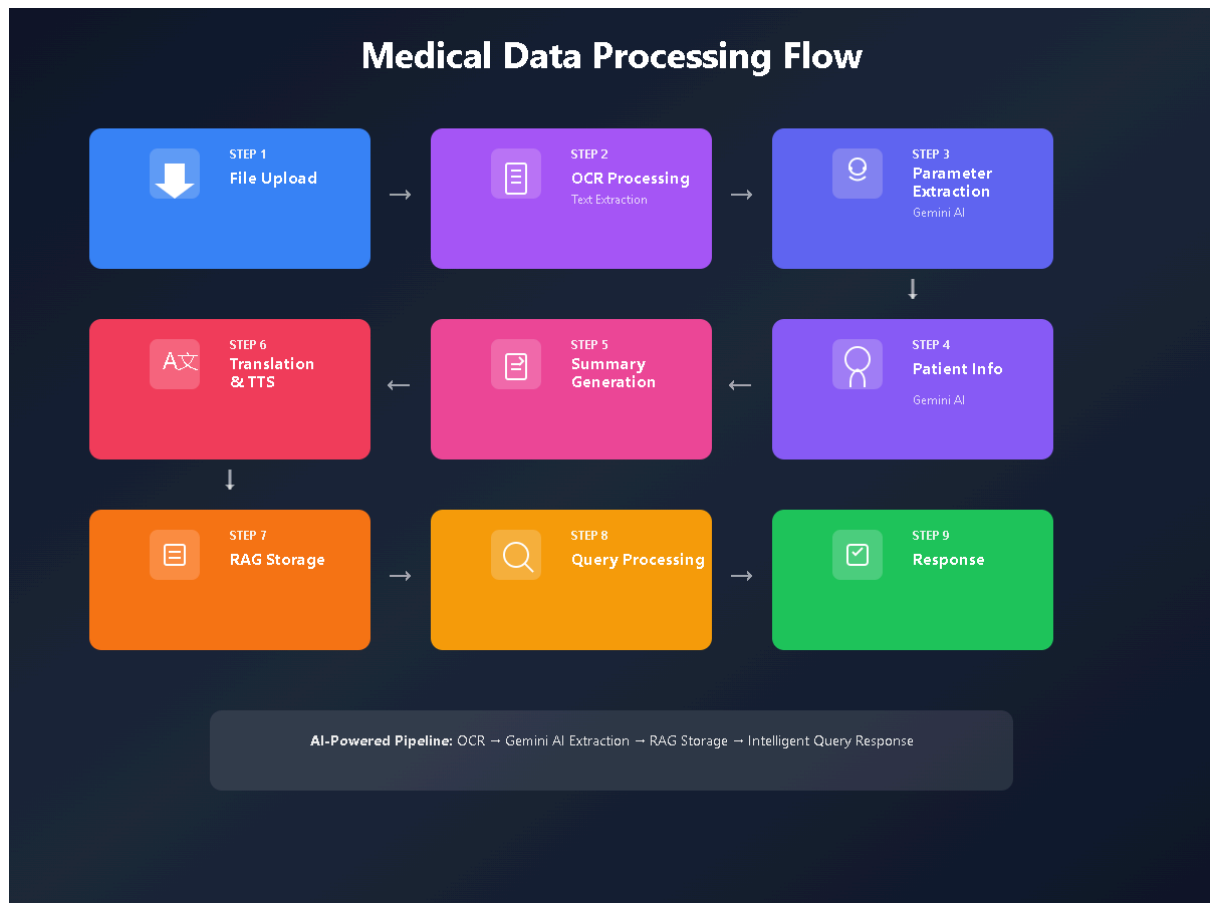 Medical Data Processing Flow
STEP 1
File Upload
→
STEP 2
OCR Processing
Text Extraction
→
STEP 3
Parameter
Extraction
Gemini AI
↓
STEP 4
Patient Info
Gemini AI
←
STEP 5
Summary
Generation
←
STEP 6
A文
Translation
& TTS
↓
STEP 7
RAG Storage
→
STEP 8
Query Processing
→
STEP 9
Response
AI-Powered Pipeline: OCR → Gemini AI Extraction → RAG Storage → Intelligent Query Response